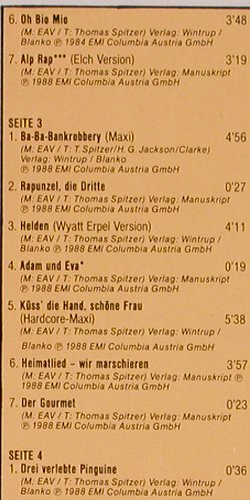 6. Oh Bio Mio 3'48
(M: EAV / T: Thomas Spitzer) Verlag: Wintrup /
Blanko ℗ 1984 EMI Columbia Austria GmbH
7. Alp Rap*** (Elch Version) 3'19
(M: EAV / T: Thomas Spitzer) Verlag: Manuskript
℗ 1988 EMI Columbia Austria GmbH
SEITE 3
1. Ba-Ba-Bankrobbery (Maxi) 4'56
(M: EAV / T: T.Spitzer/H.G. Jackson/Clarke)
Verlag: Wintrup / Blanko
℗ EMI Columbia Austria GmbH
2. Rapunzel, die Dritte 0'27
(M: EAV / T: Thomas Spitzer) Verlag: Manuskript
℗ 1988 EMI Columbia Austria GmbH
3. Helden (Wyatt Erpel Version) 4'11
(M: EAV / T: Thomas Spitzer) Verlag: Wintrup /
Blanko ℗ EMI Columbia Austria GmbH
4. Adam und Eva* 0'19
(M: EAV / T: Thomas Spitzer) Verlag: Manuskript
℗ 1988 EMI Columbia Austria GmbH
5. Küss' die Hand, schöne Frau
(Hardcore-Maxi) 5'38
(M: EAV / T: Thomas Spitzer) Verlag: Wintrup /
Blanko ℗ 1988 EMI Columbia Austria GmbH
6. Heimatlied – wir marschieren 3'57
(M: EAV / T: Thomas Spitzer) Verlag: Manuskript ℗
1988 EMI Columbia Austria GmbH
7. Der Gourmet 0'23
(M: EAV / T: Thomas Spitzer) Verlag: Manuskript
℗ 1988 EMI Columbia Austria GmbH
SEITE 4
1. Drei verlebte Pinguine 0'36
(M: EAV / T: Thomas Spitzer) Verlag: Wintrup /
Blanko ℗ 1988 EMI Columbia Austria GmbH